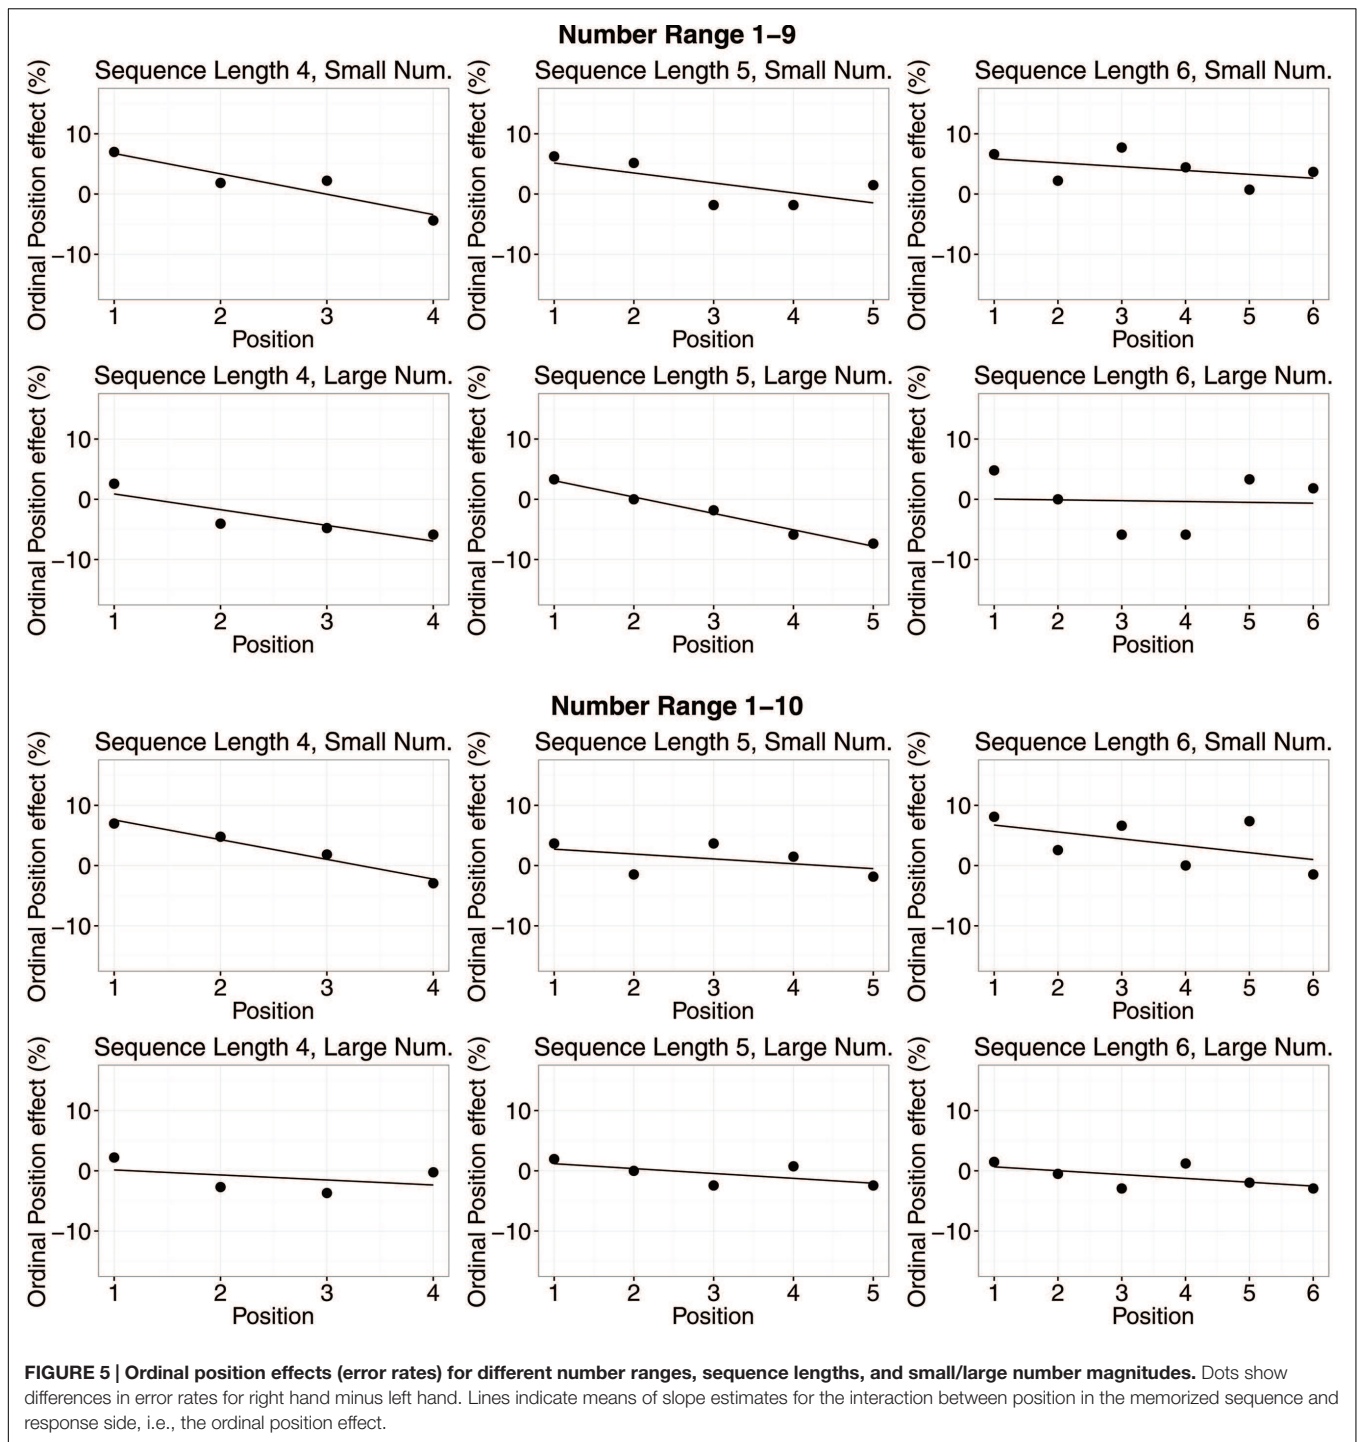 Number Range 1–9
Sequence Length 4, Small Num.
Sequence Length 5, Small Num.
Sequence Length 6, Small Num.
Ordinal Position effect (%)
10
0
−10
1 2 3 4
Position
Ordinal Position effect (%)
10
0
−10
1 2 3 4 5
Position
Ordinal Position effect (%)
10
0
−10
1 2 3 4 5 6
Position
Sequence Length 4, Large Num.
Sequence Length 5, Large Num.
Sequence Length 6, Large Num.
Ordinal Position effect (%)
10
0
−10
1 2 3 4
Position
Ordinal Position effect (%)
10
0
−10
1 2 3 4 5
Position
Ordinal Position effect (%)
10
0
−10
1 2 3 4 5 6
Position
Number Range 1–10
Sequence Length 4, Small Num.
Sequence Length 5, Small Num.
Sequence Length 6, Small Num.
Ordinal Position effect (%)
10
0
−10
1 2 3 4
Position
Ordinal Position effect (%)
10
0
−10
1 2 3 4 5
Position
Ordinal Position effect (%)
10
0
−10
1 2 3 4 5 6
Position
Sequence Length 4, Large Num.
Sequence Length 5, Large Num.
Sequence Length 6, Large Num.
Ordinal Position effect (%)
10
0
−10
1 2 3 4
Position
Ordinal Position effect (%)
10
0
−10
1 2 3 4 5
Position
Ordinal Position effect (%)
10
0
−10
1 2 3 4 5 6
Position
FIGURE 5 | Ordinal position effects (error rates) for different number ranges, sequence lengths, and small/large number magnitudes. Dots show
differences in error rates for right hand minus left hand. Lines indicate means of slope estimates for the interaction between position in the memorized sequence and
response side, i.e., the ordinal position effect.